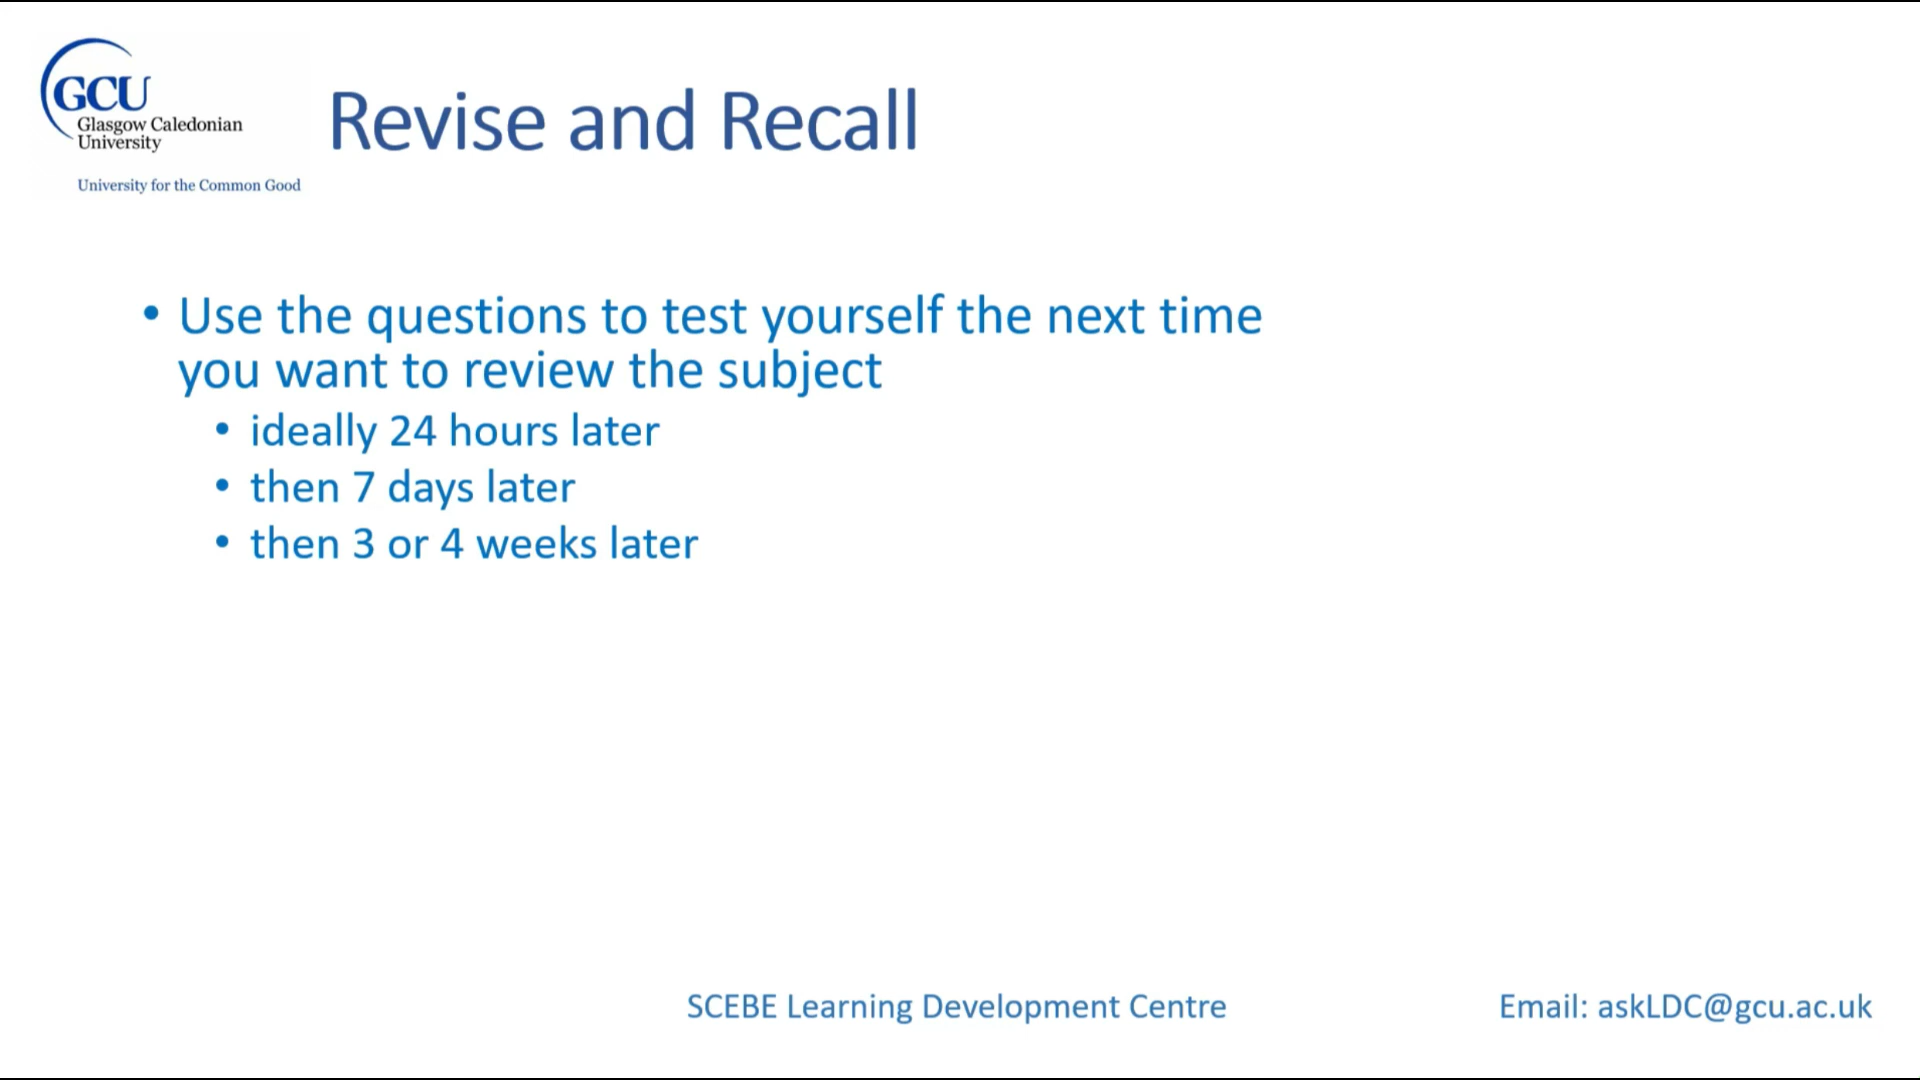 GCU
Glasgow Caledonian
University
University for the Common Good
Revise and Recall
• Use the questions to test yourself the next time
you want to review the subject
• ideally 24 hours later
• then 7 days later
• then 3 or 4 weeks later
SCEBE Learning Development Centre
Email: askLDC@gcu.ac.uk